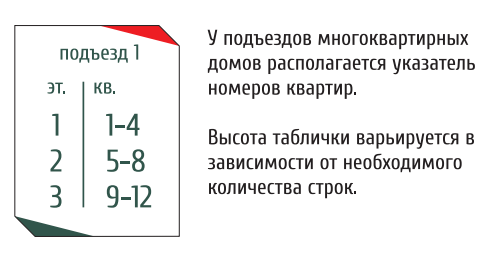 подъезд 1
эт. кв.
1 1-4
2 5-8
3 9-12
У подъездов многоквартирных
домов располагается указатель
номеров квартир.
Высота таблички варьируется в
зависимости от необходимого
количества строк.